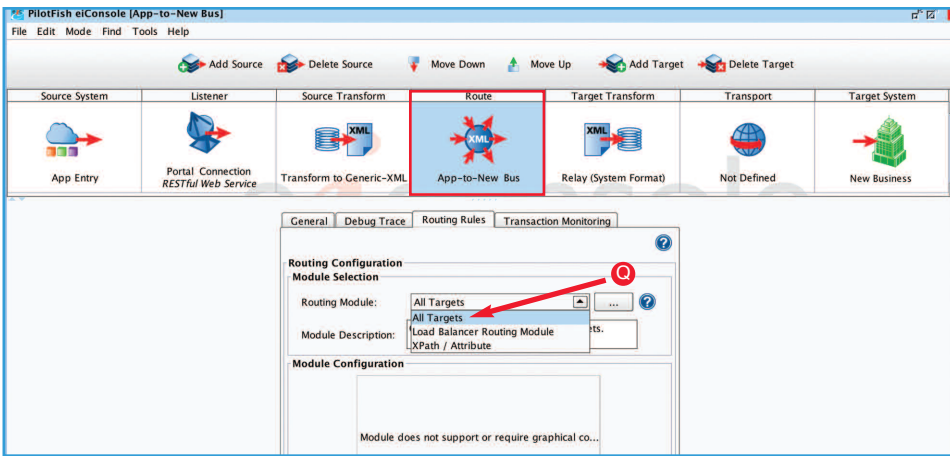 PilotFish eiConsole [App-to-New Bus]
File Edit Mode Find Tools Help
Add Source Delete Source Move Down Move Up Add Target Delete Target
Source System Listener Source Transform Route Target Transform Transport Target System
XML XML XML
App Entry Portal Connection RESTful Web Service Transform to Generic-XML App-to-New Bus Relay (System Format) Not Defined New Business
General Debug Trace Routing Rules Transaction Monitoring
?
Routing Configuration
Module Selection
Q
Routing Module: All Targets ... ?
All Targets
Module Description: Load Balancer Routing Module ets.
XPath / Attribute
Module Configuration
Module does not support or require graphical co...